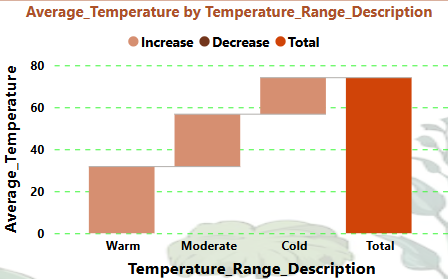 Average_Temperature by Temperature_Range_Description
Increase Decrease Total
80
60
40
20
0
Average_Temperature
Warm Moderate Cold Total
Temperature_Range_Description